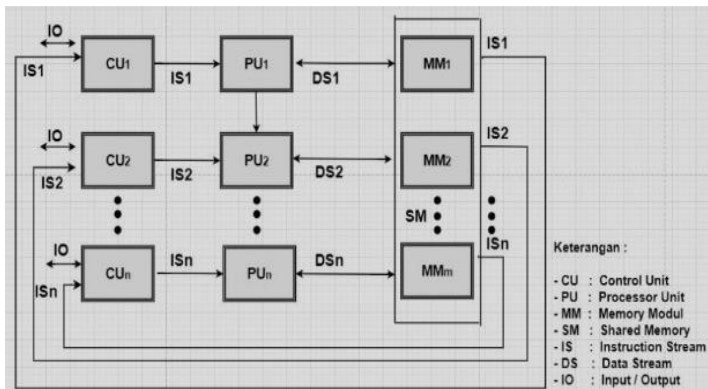 IO
IS1
CU1
IS1
PU1
DS1
MM1
IS1
IO
IS2
CU2
IS2
PU2
DS2
MM2
IS2
SM
IO
ISn
CUn
ISn
PUn
DSn
MMm
ISn
Keterangan :
- CU : Control Unit
- PU : Processor Unit
- MM : Memory Modul
- SM : Shared Memory
- IS : Instruction Stream
- DS : Data Stream
- IO : Input / Output